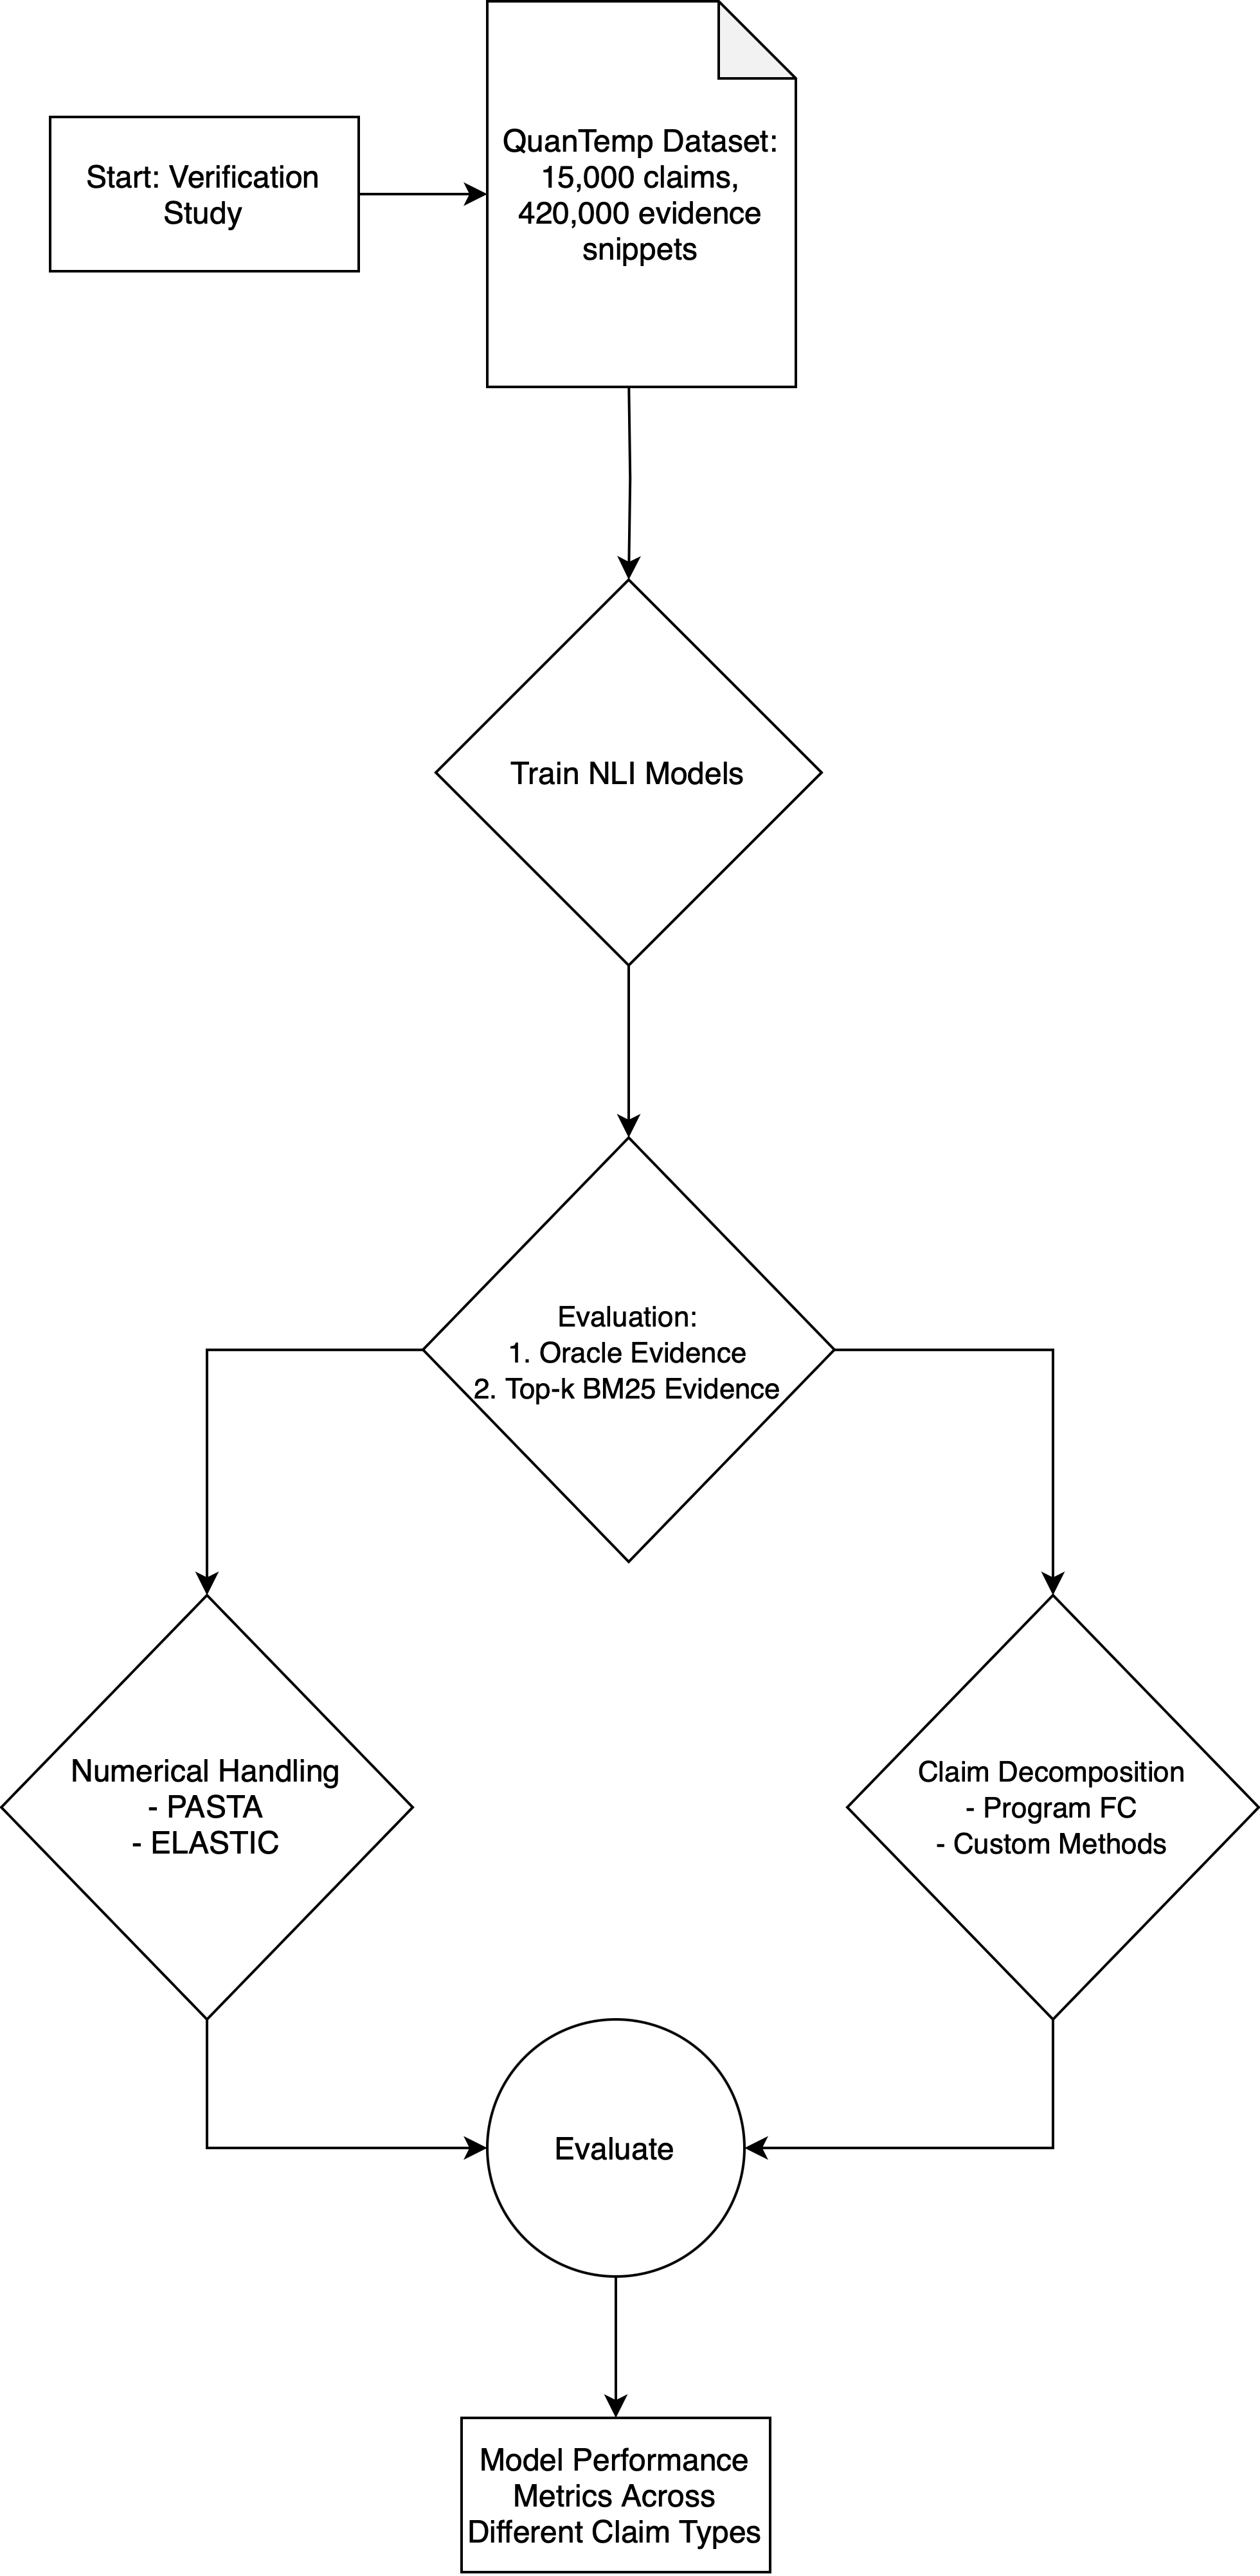 Start: Verification
Study
QuanTemp Dataset:
15,000 claims,
420,000 evidence
snippets
Train NLI Models
Evaluation:
1. Oracle Evidence
2. Top-k BM25 Evidence
Numerical Handling
- PASTA
- ELASTIC
Claim Decomposition
- Program FC
- Custom Methods
Evaluate
Model Performance
Metrics Across
Different Claim Types